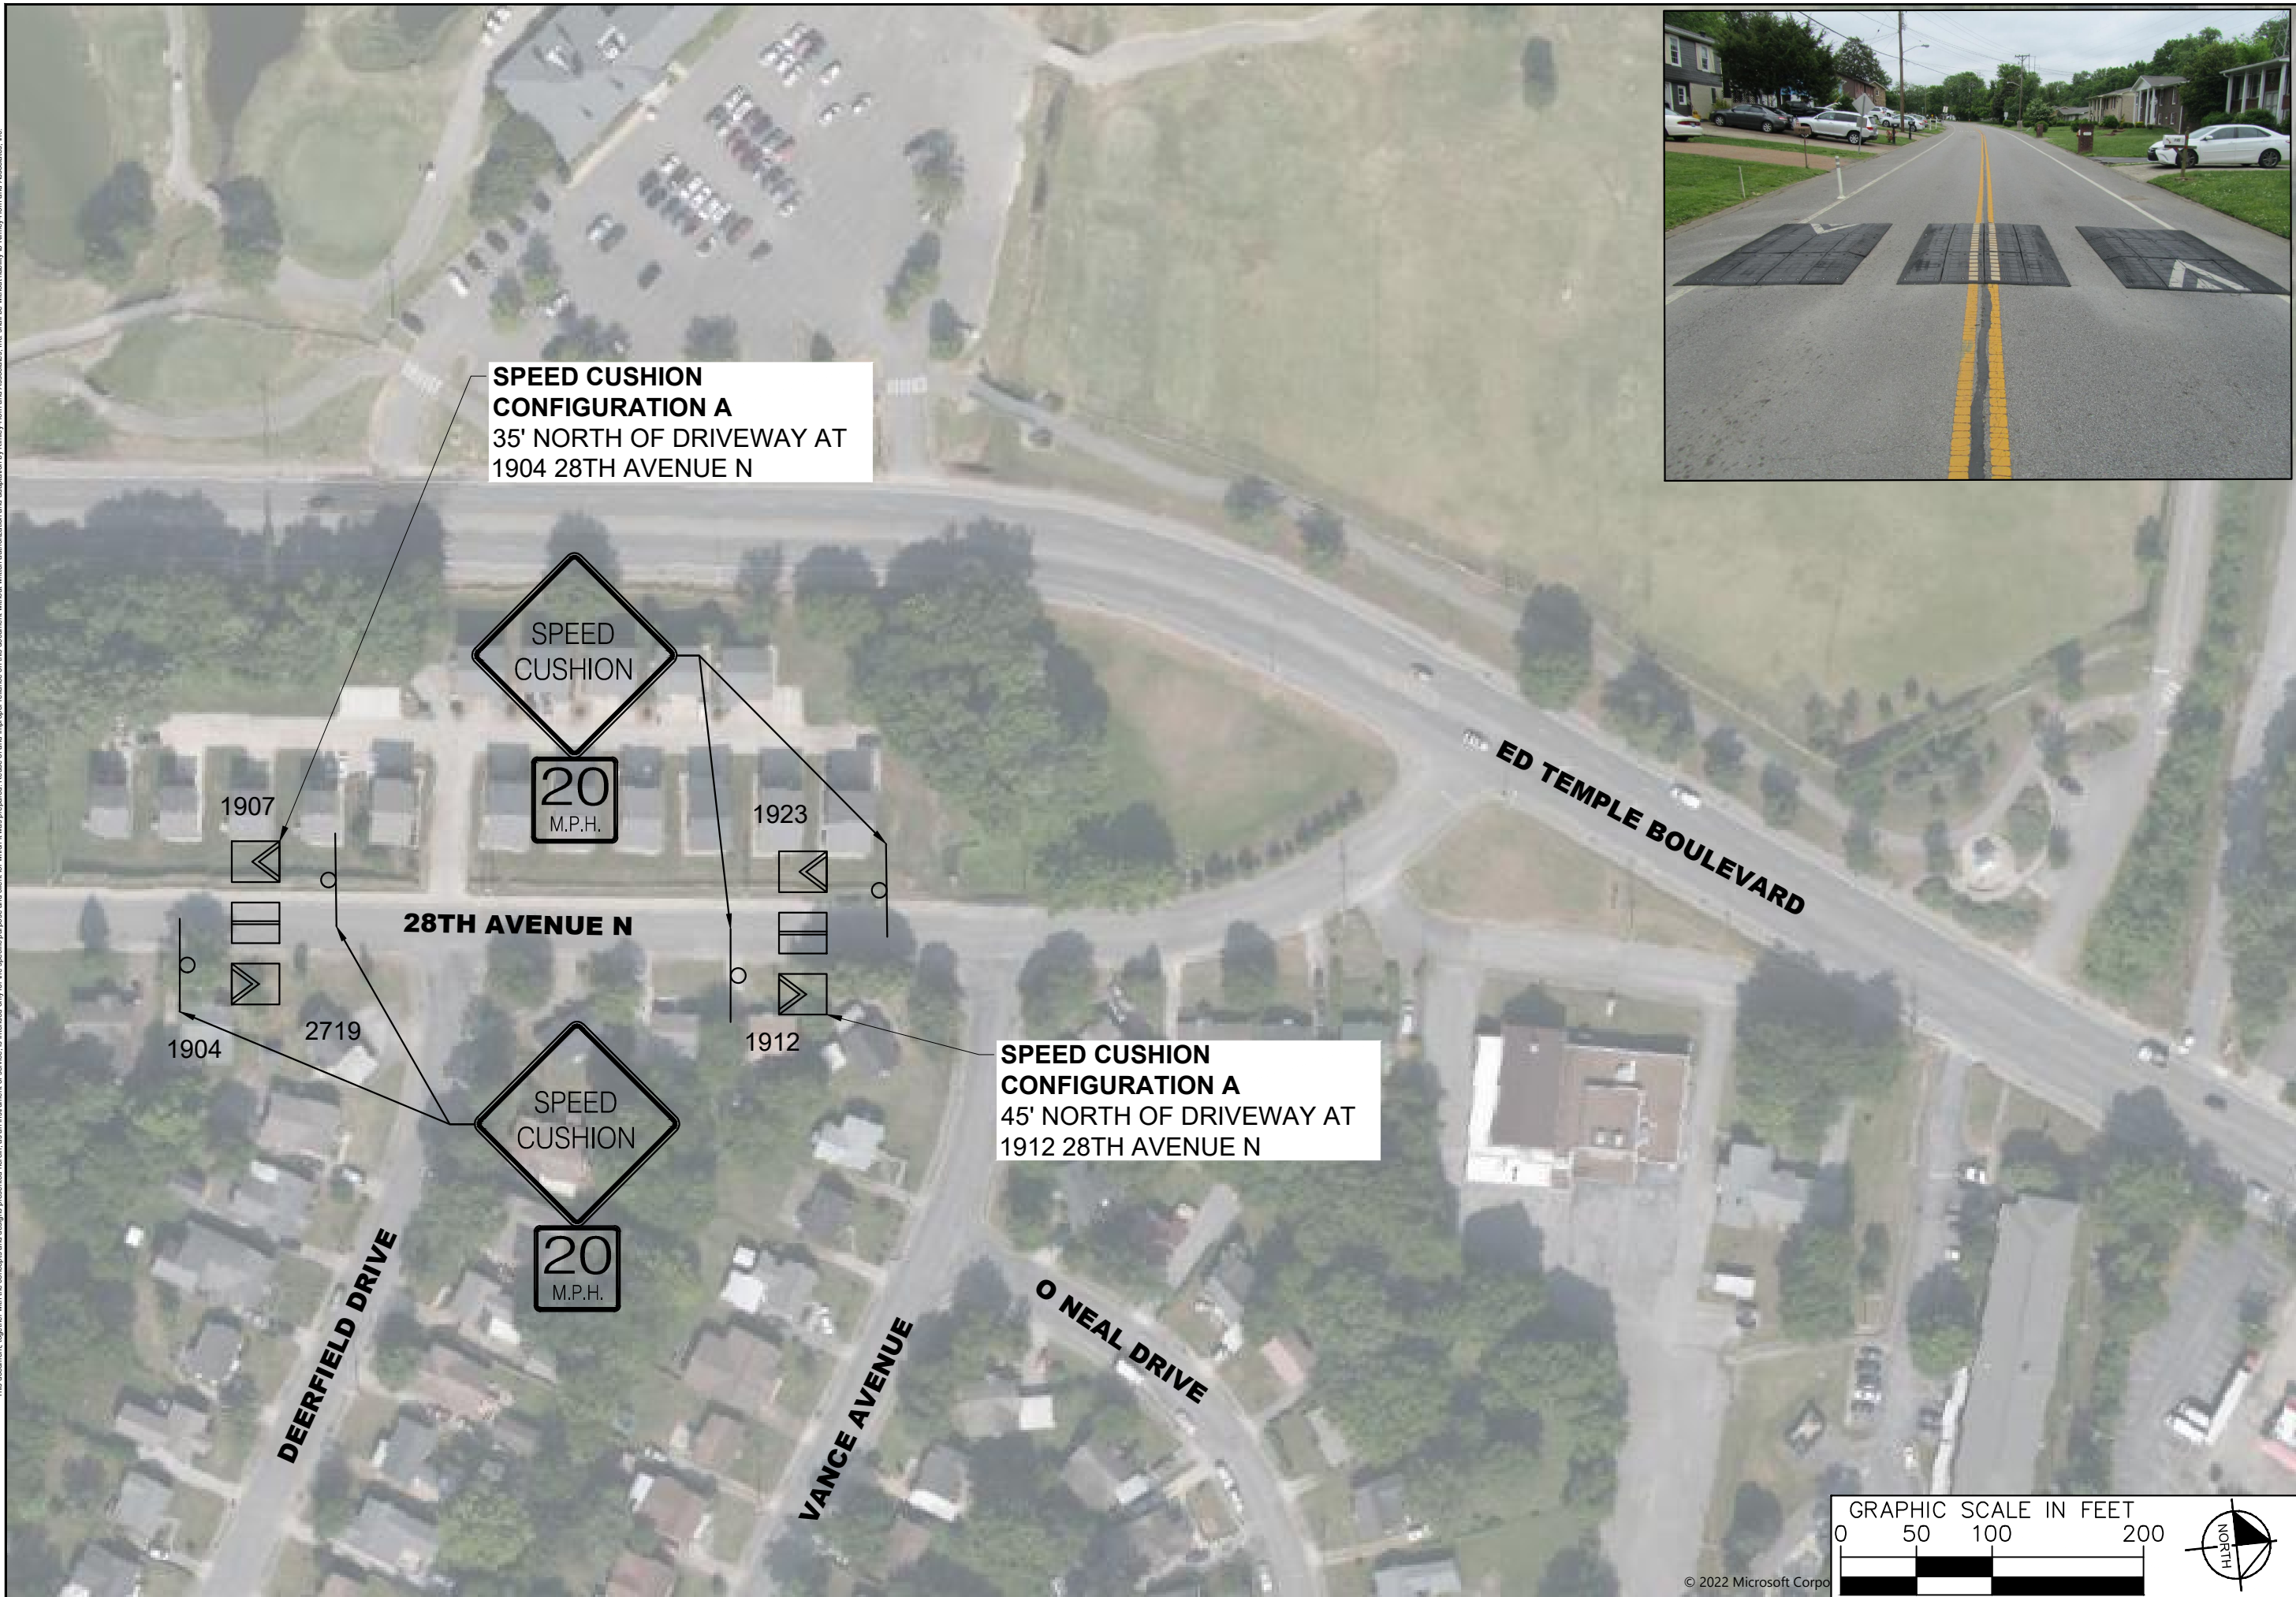 SPEED CUSHION
CONFIGURATION A
35' NORTH OF DRIVEWAY AT
1904 28TH AVENUE N
SPEED
CUSHION
20
M.P.H.
1907
1923
28TH AVENUE N
ED TEMPLE BOULEVARD
1904
2719
1912
SPEED CUSHION
CONFIGURATION A
45' NORTH OF DRIVEWAY AT
1912 28TH AVENUE N
SPEED
CUSHION
20
M.P.H.
DEERFIELD DRIVE
VANCE AVENUE
O NEAL DRIVE
GRAPHIC SCALE IN FEET
0 50 100 200
NORTH
© 2022 Microsoft Corpo